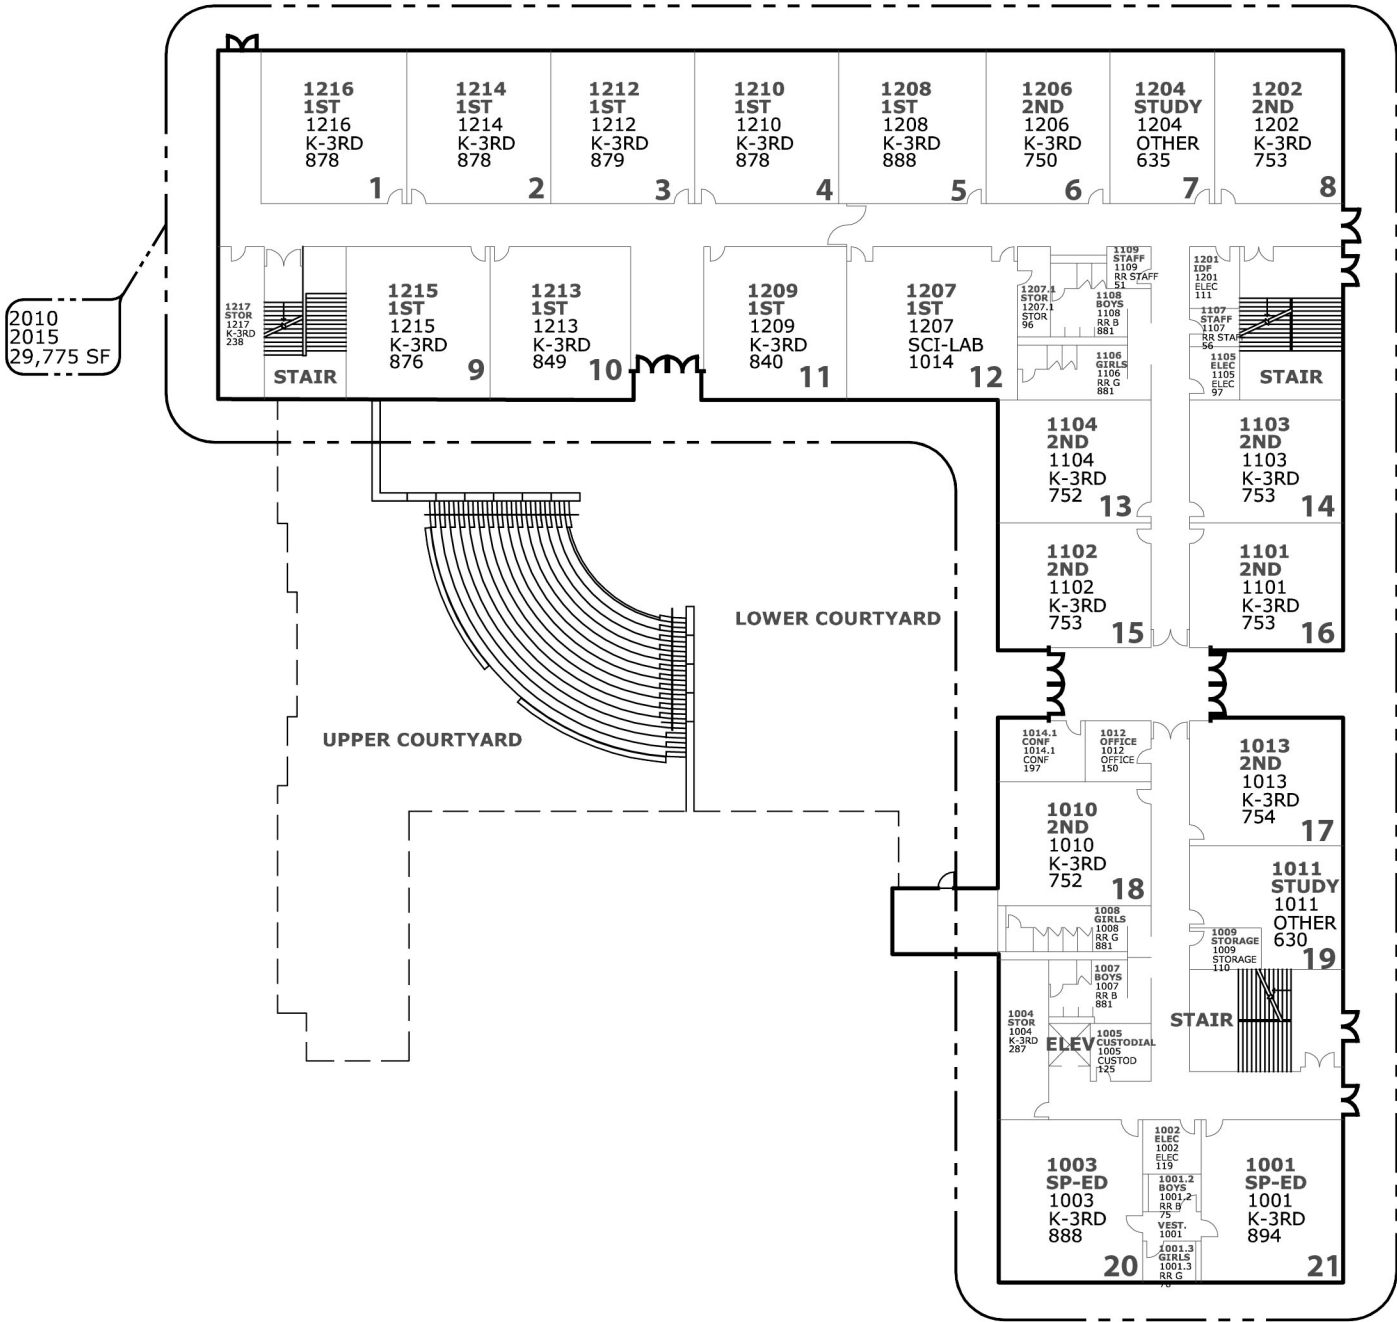 1216
1ST
1216
K-3RD
878
1
1214
1ST
1214
K-3RD
878
2
1212
1ST
1212
K-3RD
879
3
1210
1ST
1210
K-3RD
878
4
1208
1ST
1208
K-3RD
888
5
1206
2ND
1206
K-3RD
750
6
1204
STUDY
1204
OTHER
635
7
1202
2ND
1202
K-3RD
753
8
2010
2015
29,775 SF
1217
STOR
1217
K-3RD
238
STAIR
1215
1ST
1215
K-3RD
876
9
1213
1ST
1213
K-3RD
849
10
1209
1ST
1209
K-3RD
840
11
1207
1ST
1207
SCI-LAB
1014
12
1207.1
STOR
1207.1
STOR
96
1109
STAFF
1109
RR STAFF
51
1108
BOYS
1108
RR B
881
1106
GIRLS
1106
RR G
881
1201
IDF
1201
ELEC
111
1107
STAFF
1107
RR STAF
56
1105
ELEC
1105
ELEC
97
STAIR
1104
2ND
1104
K-3RD
752
13
1103
2ND
1103
K-3RD
753
14
1102
2ND
1102
K-3RD
753
15
1101
2ND
1101
K-3RD
753
16
LOWER COURTYARD
UPPER COURTYARD
1014.1
CONF
1014.1
CONF
197
1012
OFFICE
1012
OFFICE
150
1013
2ND
1013
K-3RD
754
17
1010
2ND
1010
K-3RD
752
18
1011
STUDY
1011
OTHER
630
19
1008
GIRLS
1008
RR G
881
1009
STORAGE
1009
STORAGE
110
1007
BOYS
1007
RR B
881
1004
STOR
1004
K-3RD
287
ELEV
1005
CUSTODIAL
1005
CUSTOD
125
STAIR
1003
SP-ED
1003
K-3RD
888
20
1002
ELEC
1002
ELEC
119
1001.2
BOYS
1001.2
RR B
75
VEST.
1001
1001.3
GIRLS
1001.3
RR G
1001
SP-ED
1001
K-3RD
894
21